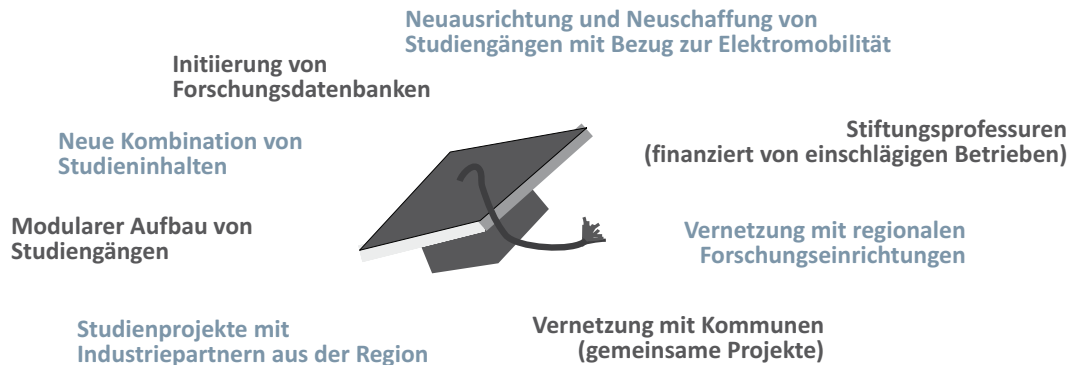 Neuausrichtung und Neuschaffung von
Studiengängen mit Bezug zur Elektromobilität
Initiierung von
Forschungsdatenbanken
Stiftungsprofessuren
(finanziert von einschlägigen Betrieben)
Neue Kombination von
Studieninhalten
Modularer Aufbau von
Studiengängen
Vernetzung mit regionalen
Forschungseinrichtungen
Studienprojekte mit
Industriepartnern aus der Region
Vernetzung mit Kommunen
(gemeinsame Projekte)